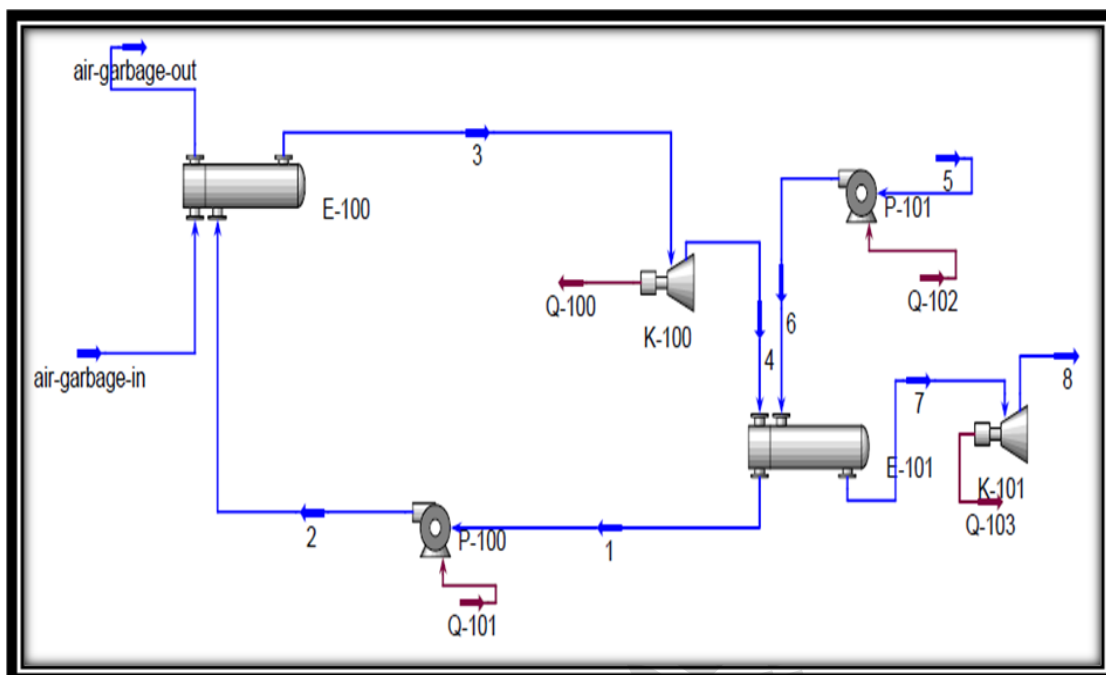 air-garbage-out
3
5
E-100
P-101
Q-102
Q-100
6
K-100
4
8
air-garbage-in
7
E-101
K-101
2
P-100
1
Q-103
Q-101